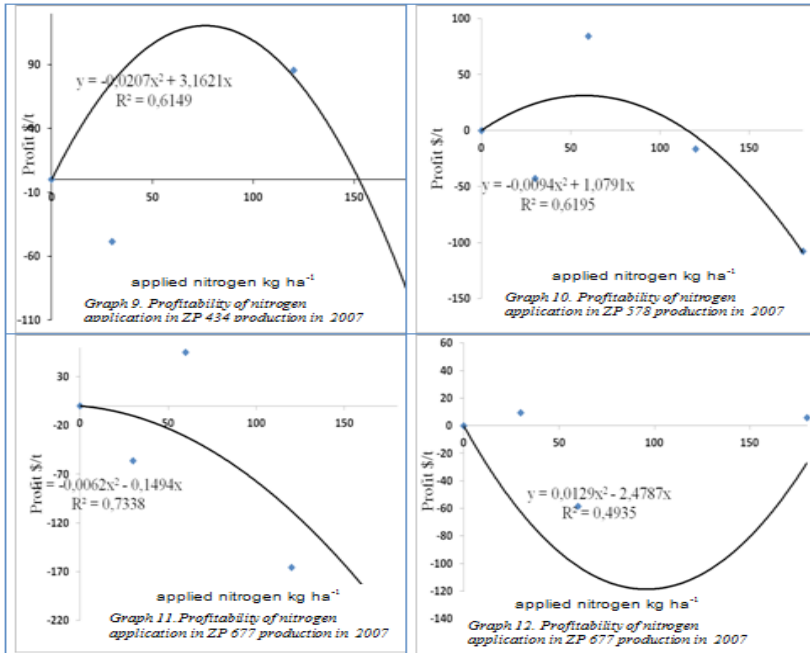 90
40
-10
-60
-110
0
50
100
150
Profit $/t
y = -0,0207x² + 3,1621x
R² = 0,6149
applied nitrogen kg ha⁻¹
Graph 9. Profitability of nitrogen
application in ZP 434 production in 2007
100
50
0
-50
-100
-150
0
50
100
150
Profit $/t
y = -0,0094x² + 1,0791x
R² = 0,6195
applied nitrogen kg ha⁻¹
Graph 10. Profitability of nitrogen
application in ZP 578 production in 2007
30
-20
-70
-120
-170
-220
0
50
100
150
Profit $/t
= -0,0062x² - 0,1494x
R² = 0,7338
applied nitrogen kg ha⁻¹
Graph 11.Profitability of nitrogen
application in ZP 677 production in 2007
60
40
20
0
-20
-40
-60
-80
-100
-120
-140
0
50
100
150
Profit $/t
y = 0,0129x² - 2,4787x
R² = 0,4935
applied nitrogen kg ha⁻¹
Graph 12. Profitability of nitrogen
application in ZP 677 production in 2007